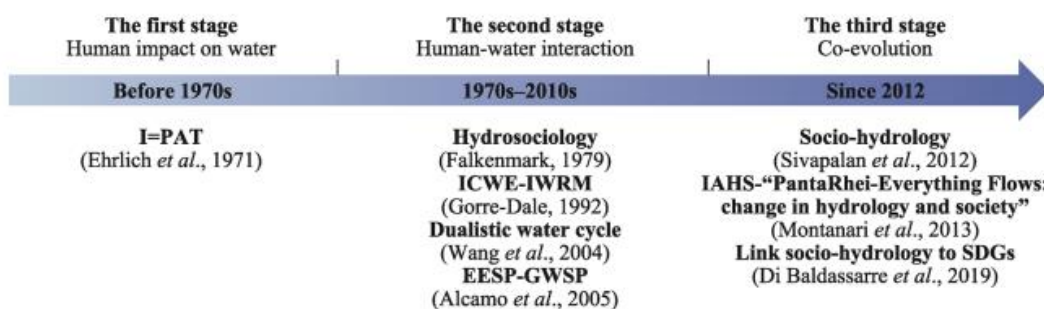 The first stage
Human impact on water
The second stage
Human-water interaction
The third stage
Co-evolution
Before 1970s
1970s–2010s
Since 2012
I=PAT
(Ehrlich et al., 1971)
Hydrosociology
(Falkenmark, 1979)
ICWE-IWRM
(Gorre-Dale, 1992)
Dualistic water cycle
(Wang et al., 2004)
EESP-GWSP
(Alcamo et al., 2005)
Socio-hydrology
(Sivapalan et al., 2012)
IAHS-“PantaRhei-Everything Flows:
change in hydrology and society”
(Montanari et al., 2013)
Link socio-hydrology to SDGs
(Di Baldassarre et al., 2019)